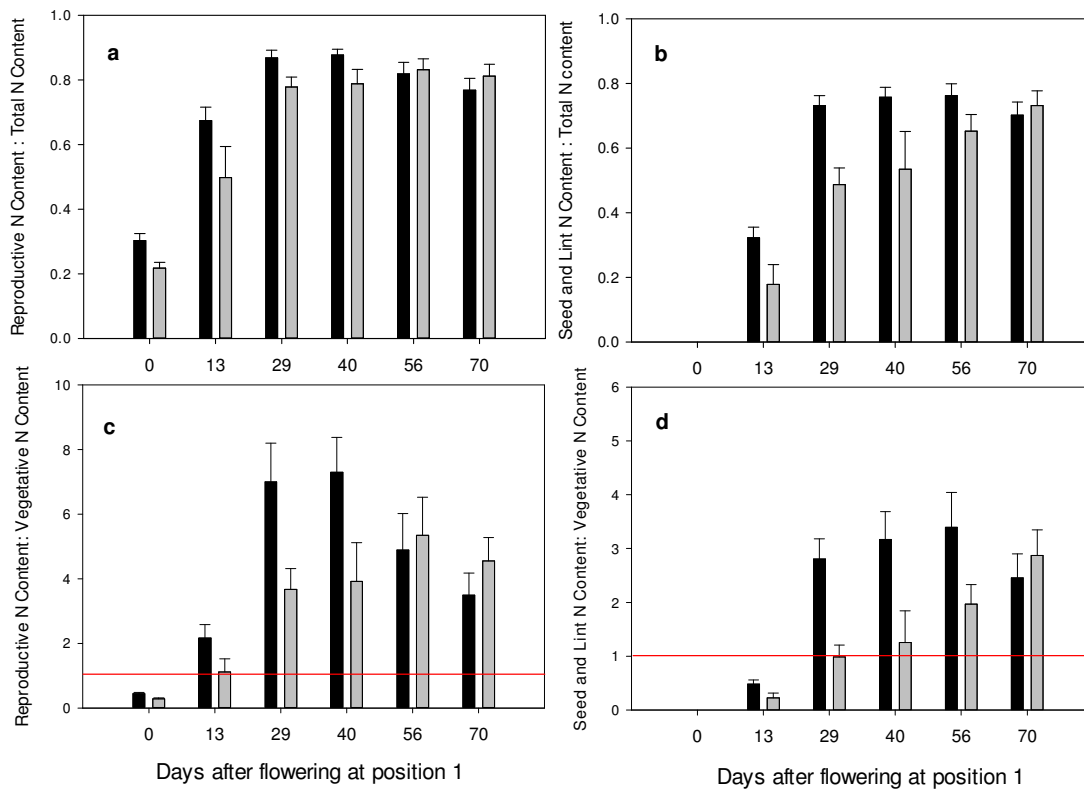 a
Reproductive N Content : Total N Content
1.0
0.8
0.6
0.4
0.2
0.0
0 13 29 40 56 70
b
Seed and Lint N Content : Total N content
1.0
0.8
0.6
0.4
0.2
0.0
0 13 29 40 56 70
c
Reproductive N Content: Vegetative N Content
10
8
6
4
2
0
0 13 29 40 56 70
Days after flowering at position 1
d
Seed and Lint N Content: Vegetative N Content
6
5
4
3
2
1
0
0 13 29 40 56 70
Days after flowering at position 1